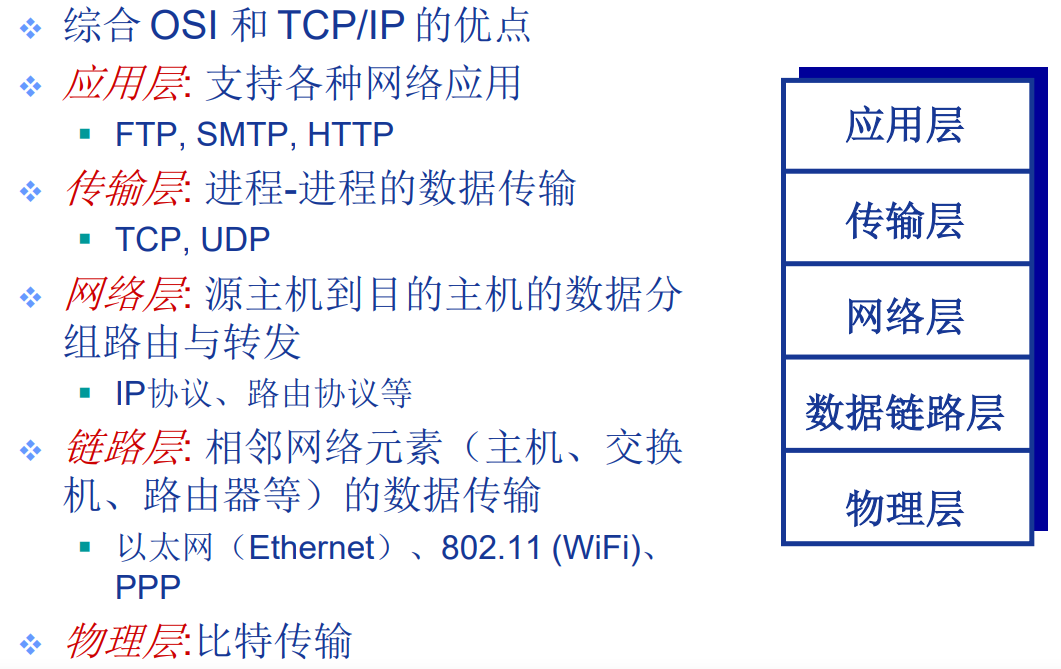 综合 OSI 和 TCP/IP 的优点
应用层: 支持各种网络应用
FTP, SMTP, HTTP
传输层: 进程-进程的数据传输
TCP, UDP
网络层: 源主机到目的主机的数据分
组路由与转发
IP协议、路由协议等
链路层: 相邻网络元素（主机、交换
机、路由器等）的数据传输
以太网（Ethernet）、802.11 (WiFi)、
PPP
物理层:比特传输
应用层
传输层
网络层
数据链路层
物理层